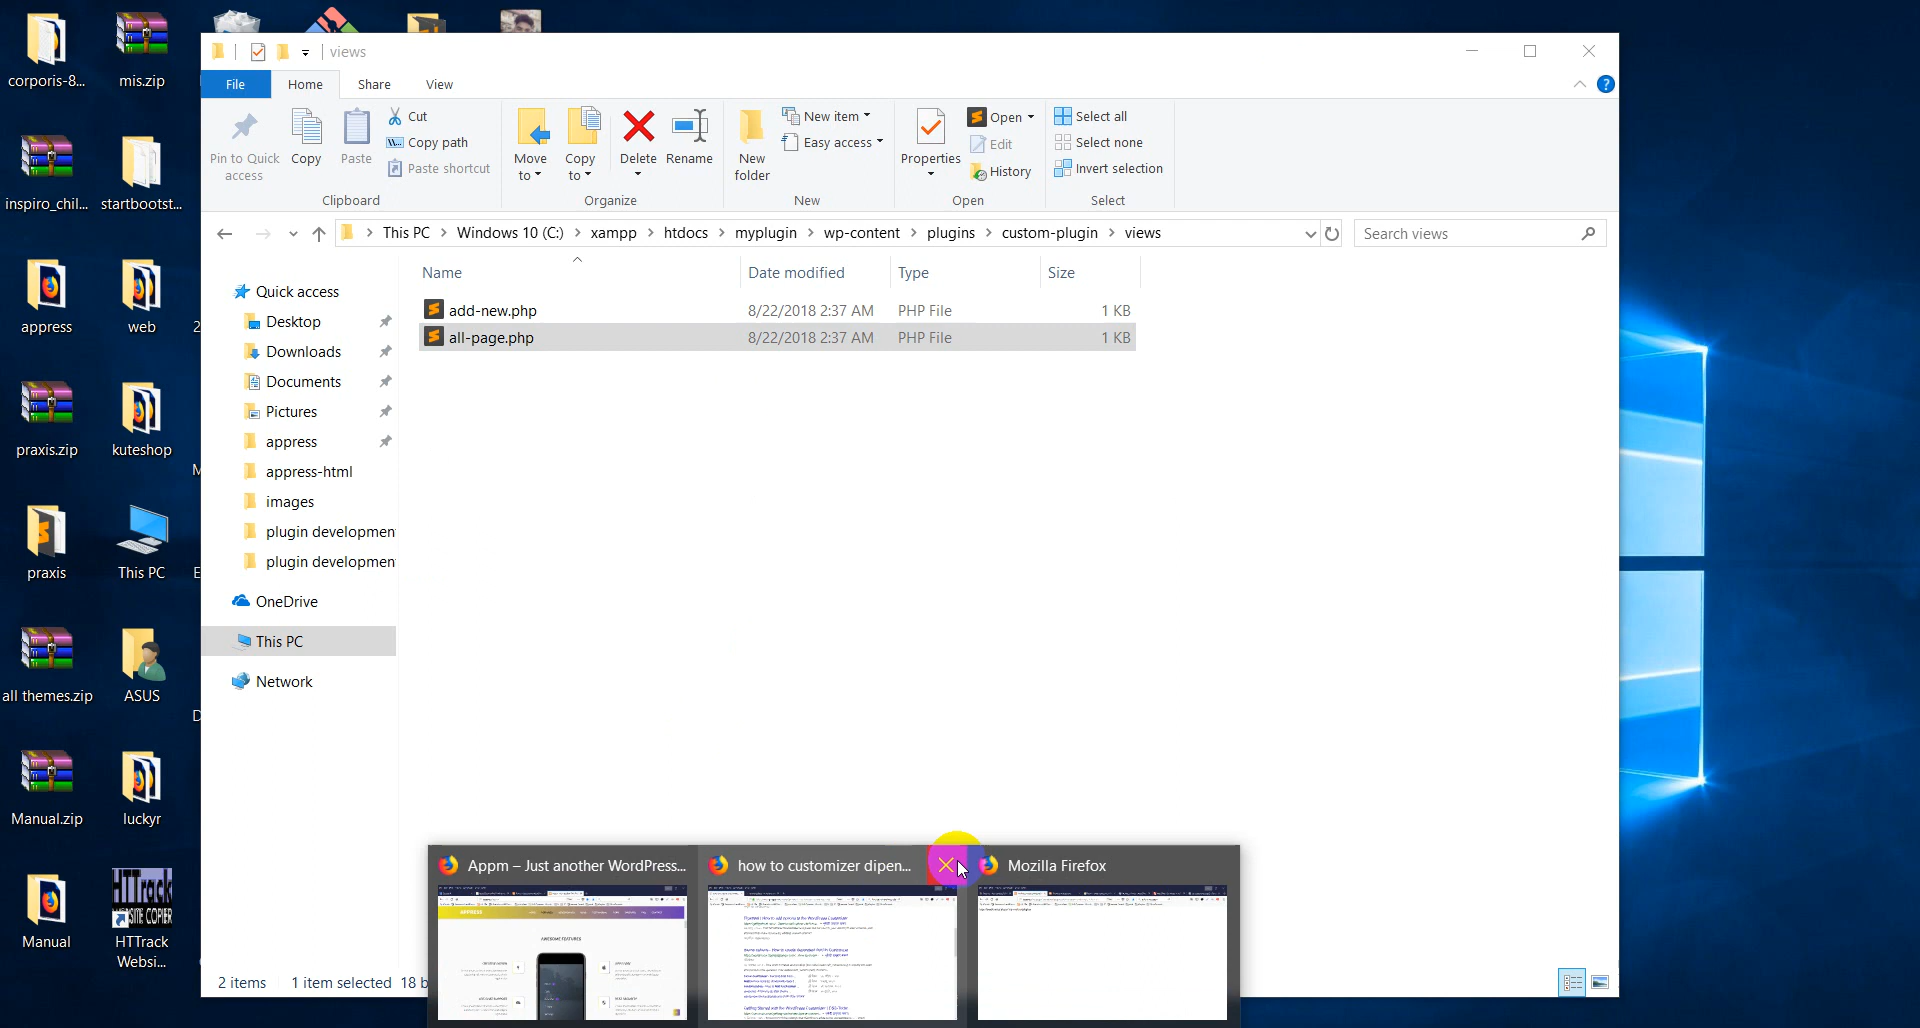 corporis-8...
mis.zip
inspiro_chil...
startbootst...
appress
web
praxis.zip
kuteshop
praxis
This PC
all themes.zip
ASUS
Manual.zip
luckyr
Manual
HTTrack
Websi...
views
File
Home
Share
View
Pin to Quick
access
Copy
Paste
Cut
Copy path
Paste shortcut
Clipboard
Move
to
Copy
to
Delete
Rename
Organize
New
folder
New item
Easy access
New
Properties
Open
Edit
History
Open
Select all
Select none
Invert selection
Select
This PC > Windows 10 (C:) > xampp > htdocs > myplugin > wp-content > plugins > custom-plugin > views
Search views
Name
Date modified
Type
Size
add-new.php 8/22/2018 2:37 AM PHP File 1 KB
all-page.php 8/22/2018 2:37 AM PHP File 1 KB
Quick access
Desktop
Downloads
Documents
Pictures
appress
appress-html
images
plugin developmen
plugin developmen
OneDrive
This PC
Network
2 items
1 item selected 18 b
Appm – Just another WordPress...
how to customizer dipen...
Mozilla Firefox
APPRESS
AWESOME FEATURES